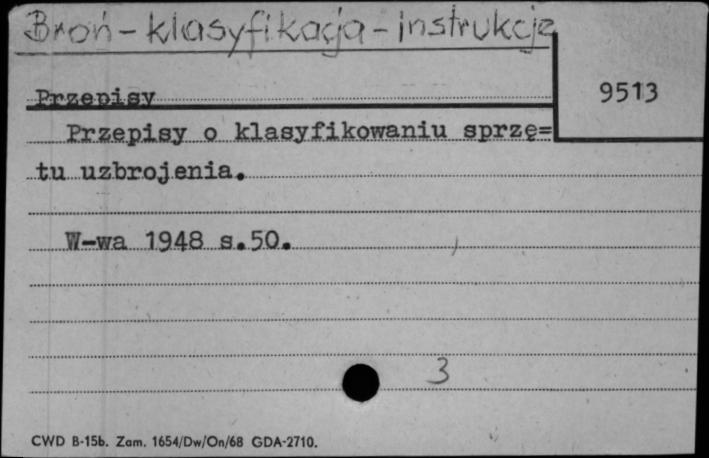 Broń - klasyfikacja - instrukcje
9513
Przepisy
Przepisy o klasyfikowaniu sprzę=
tu uzbrojenia.
W-wa 1948 s.50.
3
CWD B-15b. Zam. 1654/Dw/On/68 GDA-2710.